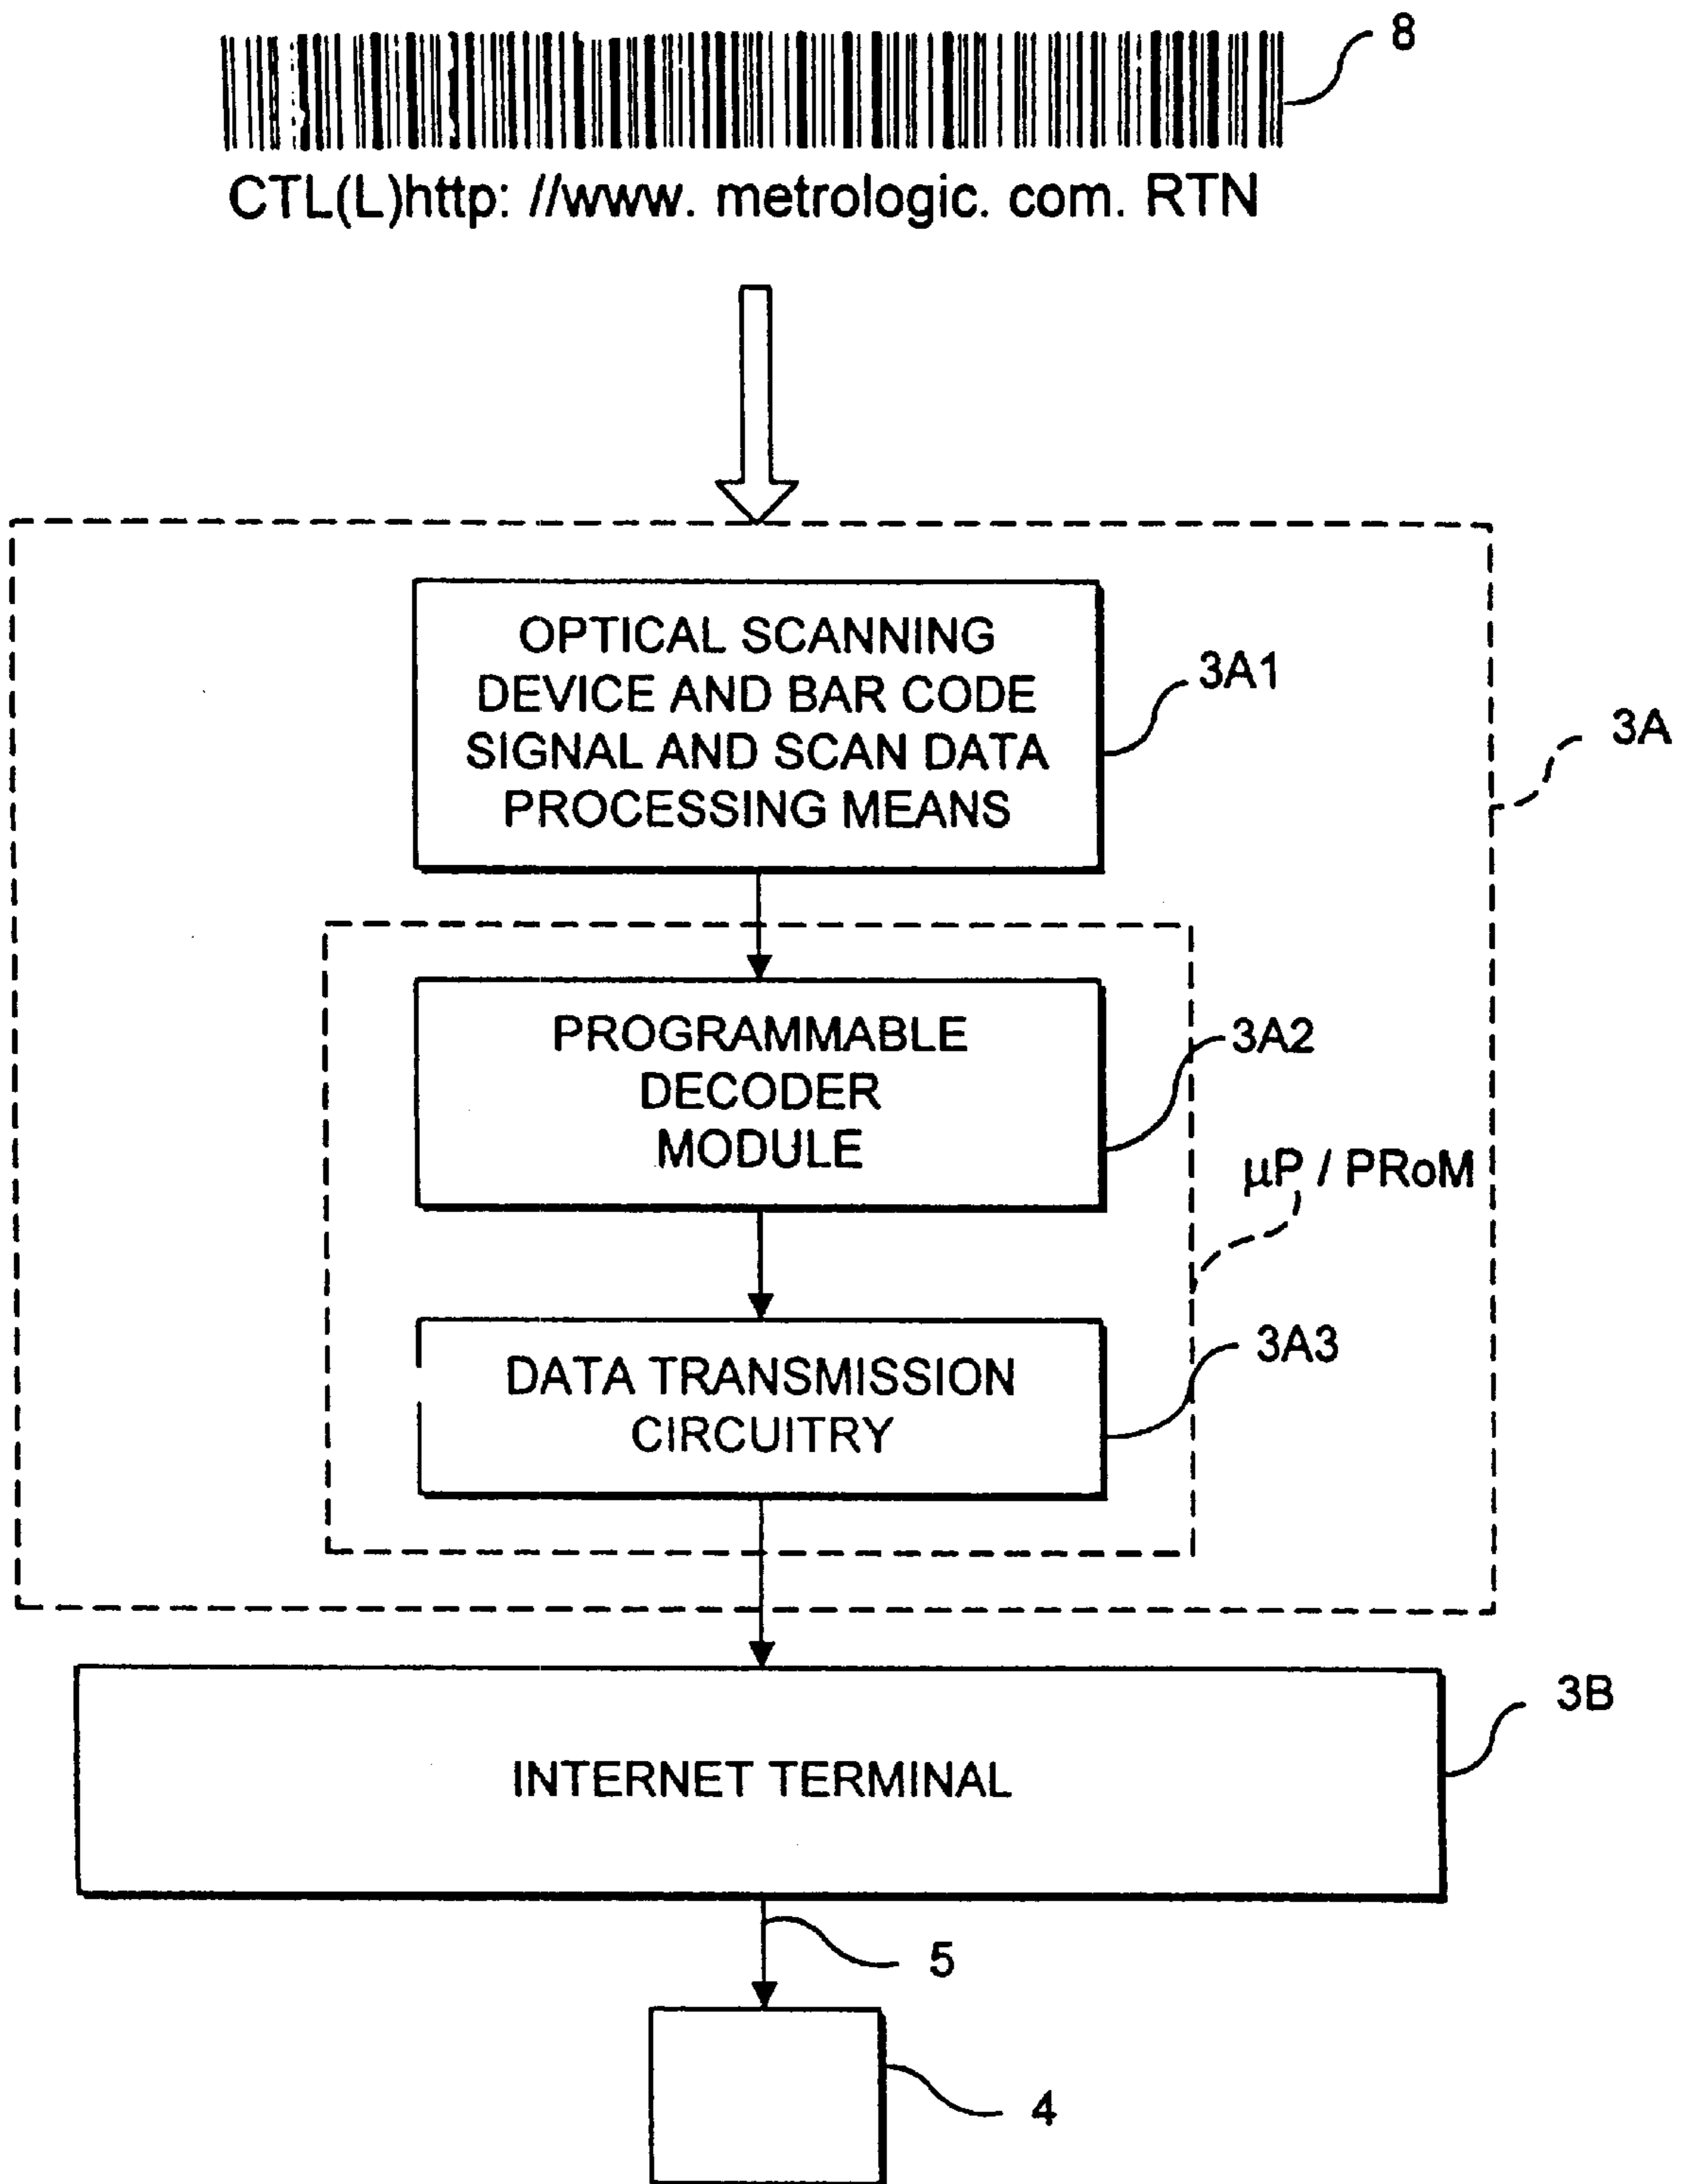 8
CTL(L)http: //www. metrologic. com. RTN
OPTICAL SCANNING
DEVICE AND BAR CODE
SIGNAL AND SCAN DATA
PROCESSING MEANS
3A1
3A
PROGRAMMABLE
DECODER
MODULE
3A2
µP / PRoM
DATA TRANSMISSION
CIRCUITRY
3A3
INTERNET TERMINAL
3B
5
4